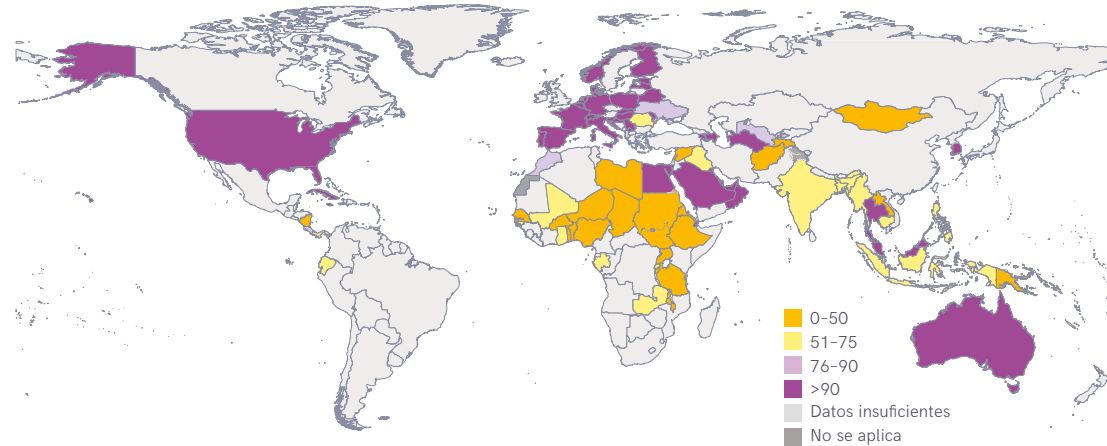 0–50
51–75
76–90
>90
Datos insuficientes
No se aplica